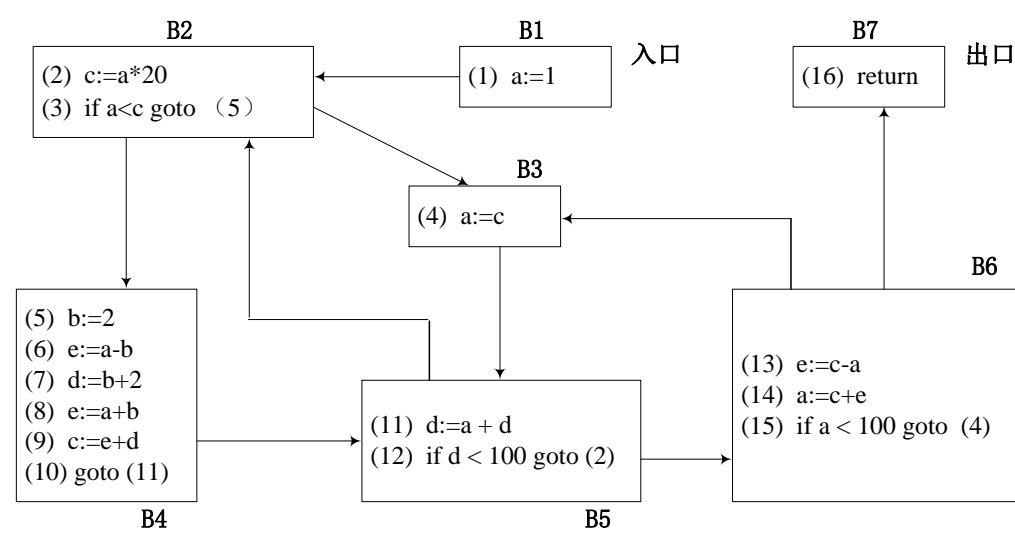 B2
(2) c:=a*20
(3) if a<c goto （5）
B1
入口
(1) a:=1
B7
出口
(16) return
B3
(4) a:=c
B4
(5) b:=2
(6) e:=a-b
(7) d:=b+2
(8) e:=a+b
(9) c:=e+d
(10) goto (11)
B5
(11) d:=a + d
(12) if d < 100 goto (2)
B6
(13) e:=c-a
(14) a:=c+e
(15) if a < 100 goto (4)